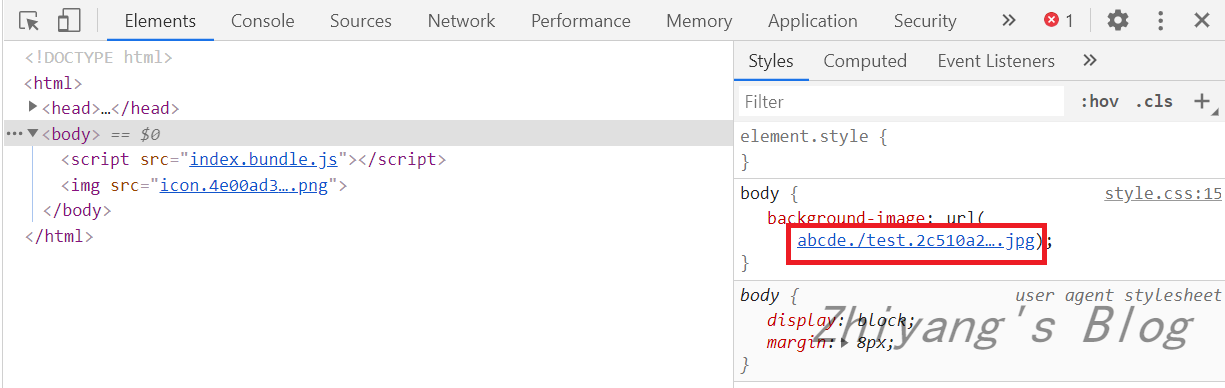 Elements Console Sources Network Performance Memory Application Security » 1
<!DOCTYPE html>
<html>
<head>…</head>
<body> == $0
<script src="index.bundle.js"></script>
<img src="icon.4e00ad3….png">
</body>
</html>
Styles Computed Event Listeners »
Filter :hov .cls +
element.style {
}
body { style.css:15
background-image: url(
abcde./test.2c510a2….jpg);
}
body { user agent stylesheet
display: block;
margin: 8px;
}
Zhiyang's Blog